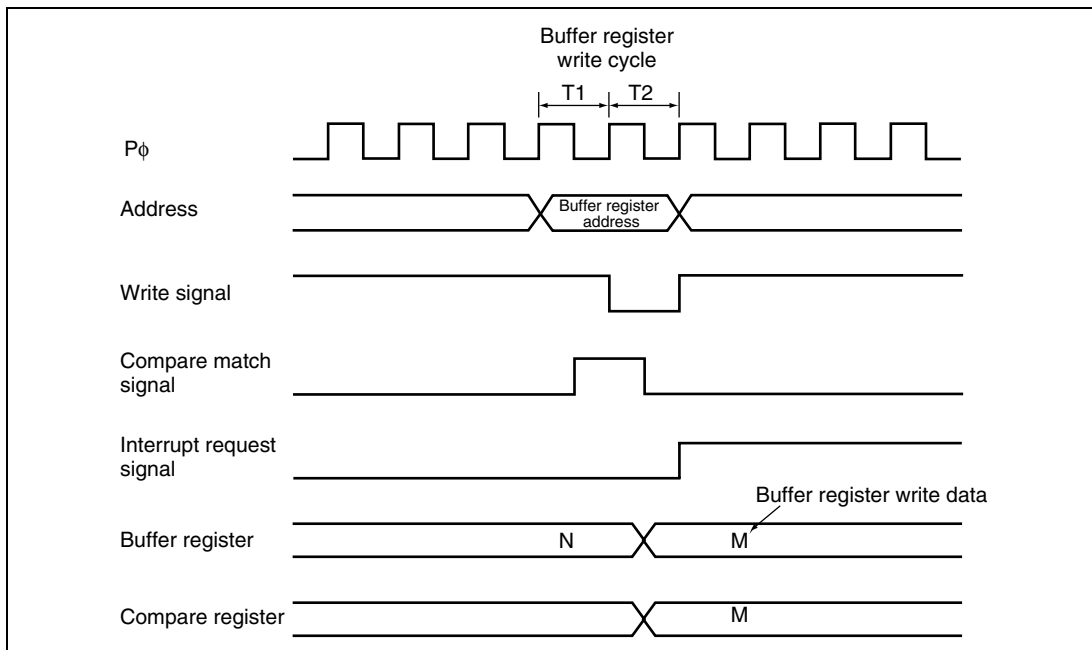 Buffer register
write cycle
T1 T2
Pϕ
Address
Buffer register
address
Write signal
Compare match
signal
Interrupt request
signal
Buffer register write data
Buffer register
N
M
Compare register
M